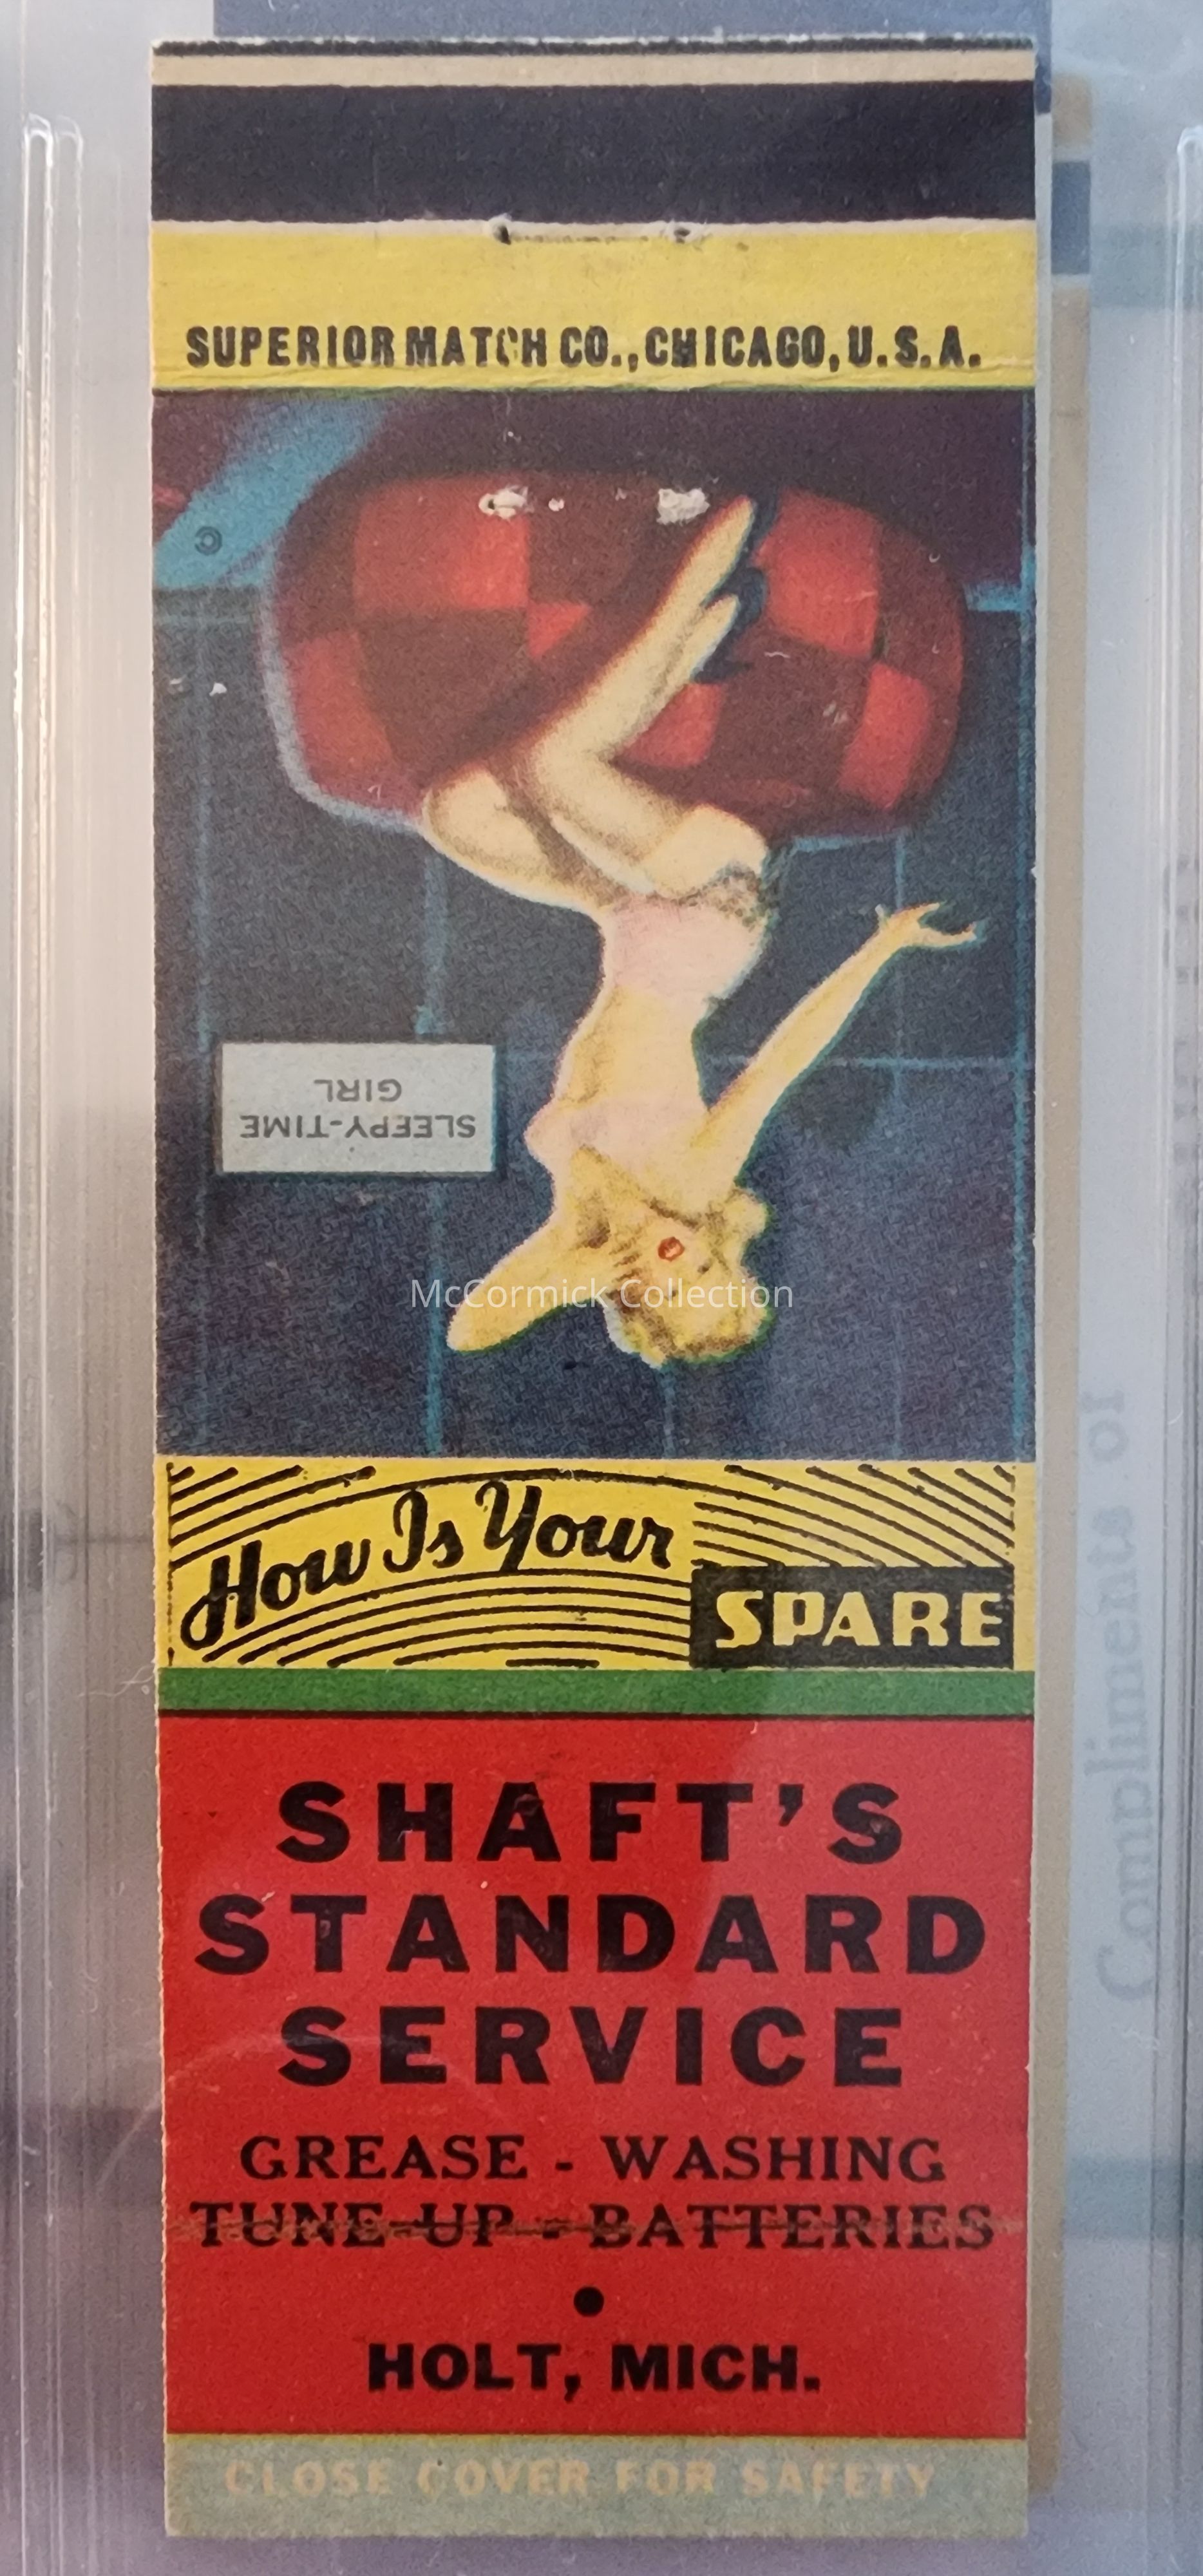 SUPERIOR MATCH CO., CHICAGO, U.S.A.
SLEEPY-TIME
GIRL
McCormick Collection
How Is Your
SPARE
SHAFT'S
STANDARD
SERVICE
GREASE - WASHING
TUNE-UP - BATTERIES
HOLT, MICH.
CLOSE COVER FOR SAFETY
Compliments of